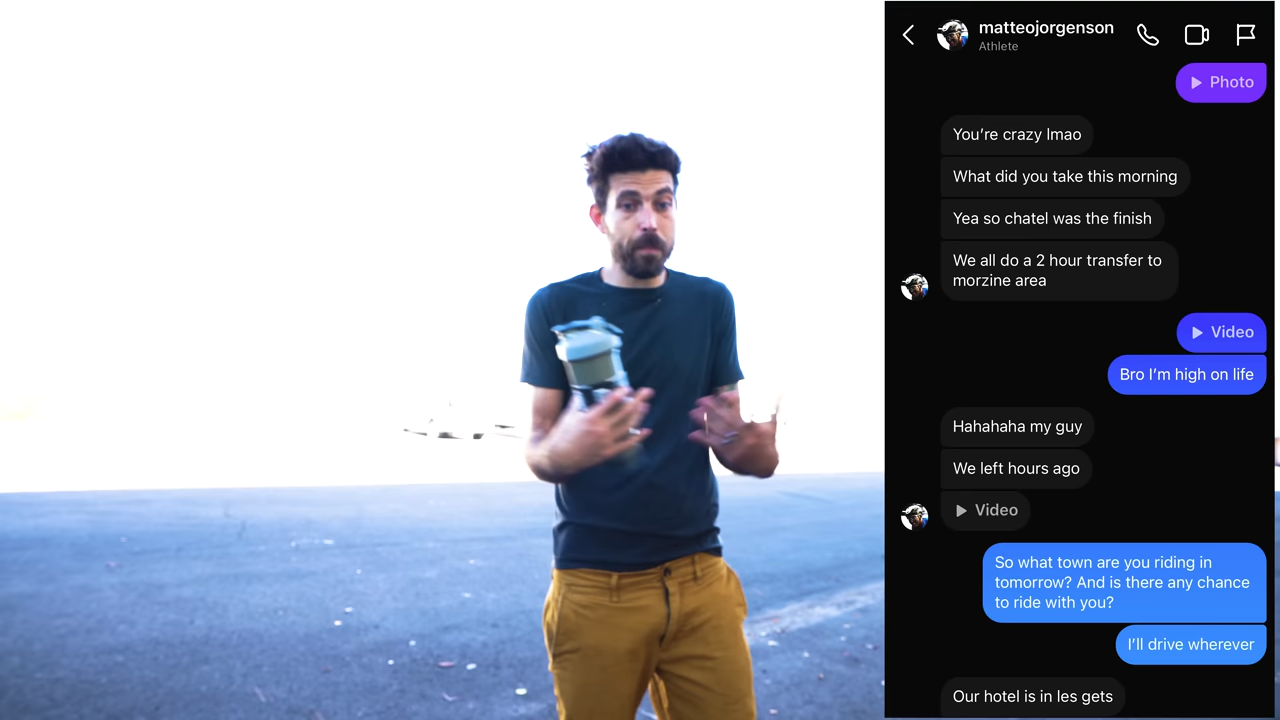 matteojorgenson
Athlete
Photo
You're crazy lmao
What did you take this morning
Yea so chatel was the finish
We all do a 2 hour transfer to
morzine area
Video
Bro I'm high on life
Hahahaha my guy
We left hours ago
Video
So what town are you riding in
tomorrow? And is there any chance
to ride with you?
I'll drive wherever
Our hotel is in les gets